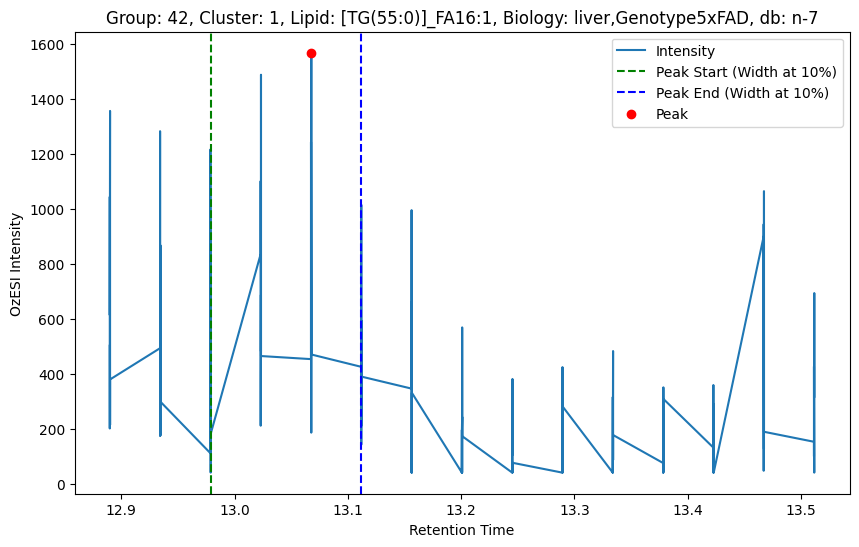 Group: 42, Cluster: 1, Lipid: [TG(55:0)]_FA16:1, Biology: liver,Genotype5xFAD, db: n-7
Intensity
Peak Start (Width at 10%)
Peak End (Width at 10%)
Peak
OzESI Intensity
1600
1400
1200
1000
800
600
400
200
0
12.9
13.0
13.1
13.2
13.3
13.4
13.5
Retention Time